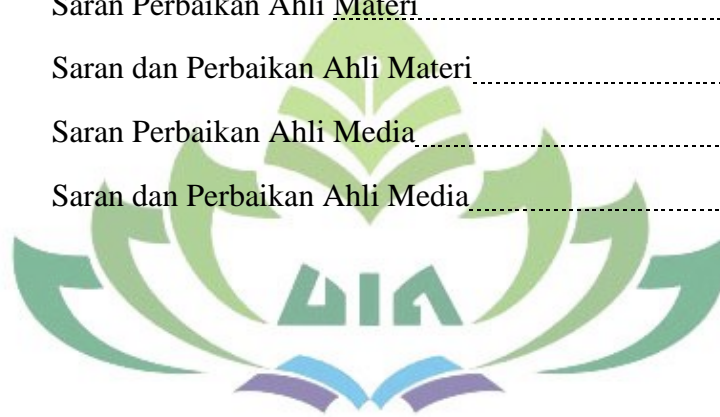 Saran Perbaikan Ahli Materi
Saran dan Perbaikan Ahli Materi
Saran Perbaikan Ahli Media
Saran dan Perbaikan Ahli Media
UIN